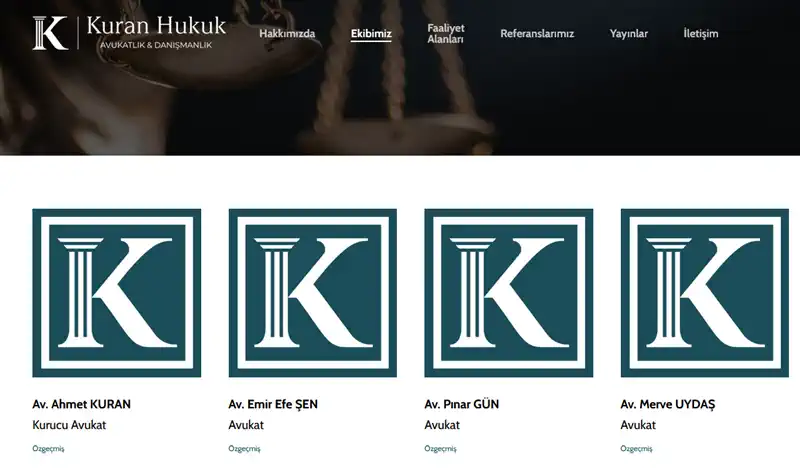 K
Kuran Hukuk
AVUKATLIK & DANIŞMANLIK
Hakkımızda
Ekibimiz
Faaliyet
Alanları
Referanslarımız
Yayınlar
İletişim
K
K
K
K
Av. Ahmet KURAN
Kurucu Avukat
Özgeçmiş
Av. Emir Efe ŞEN
Avukat
Özgeçmiş
Av. Pınar GÜN
Avukat
Özgeçmiş
Av. Merve UYDAŞ
Avukat
Özgeçmiş